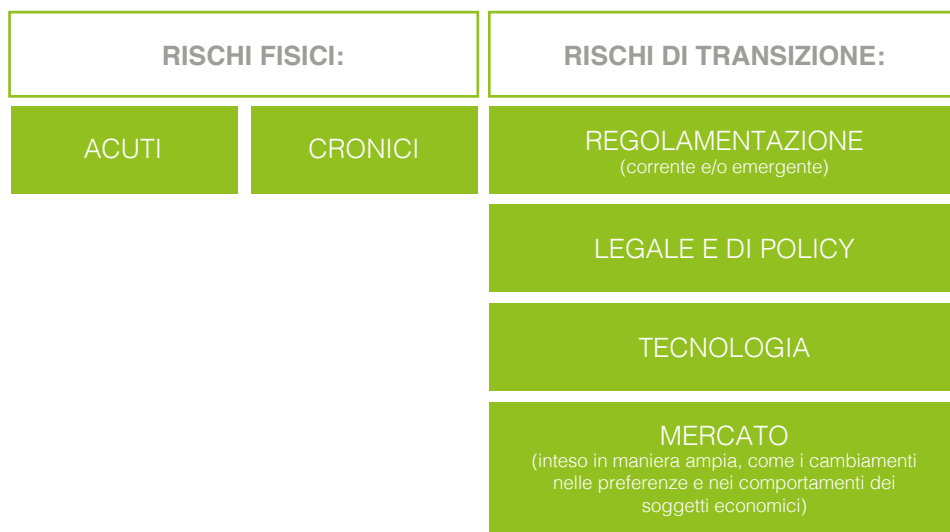 RISCHI FISICI:
RISCHI DI TRANSIZIONE:
ACUTI
CRONICI
REGOLAMENTAZIONE
(corrente e/o emergente)
LEGALE E DI POLICY
TECNOLOGIA
MERCATO
(inteso in maniera ampia, come i cambiamenti
nelle preferenze e nei comportamenti dei
soggetti economici)